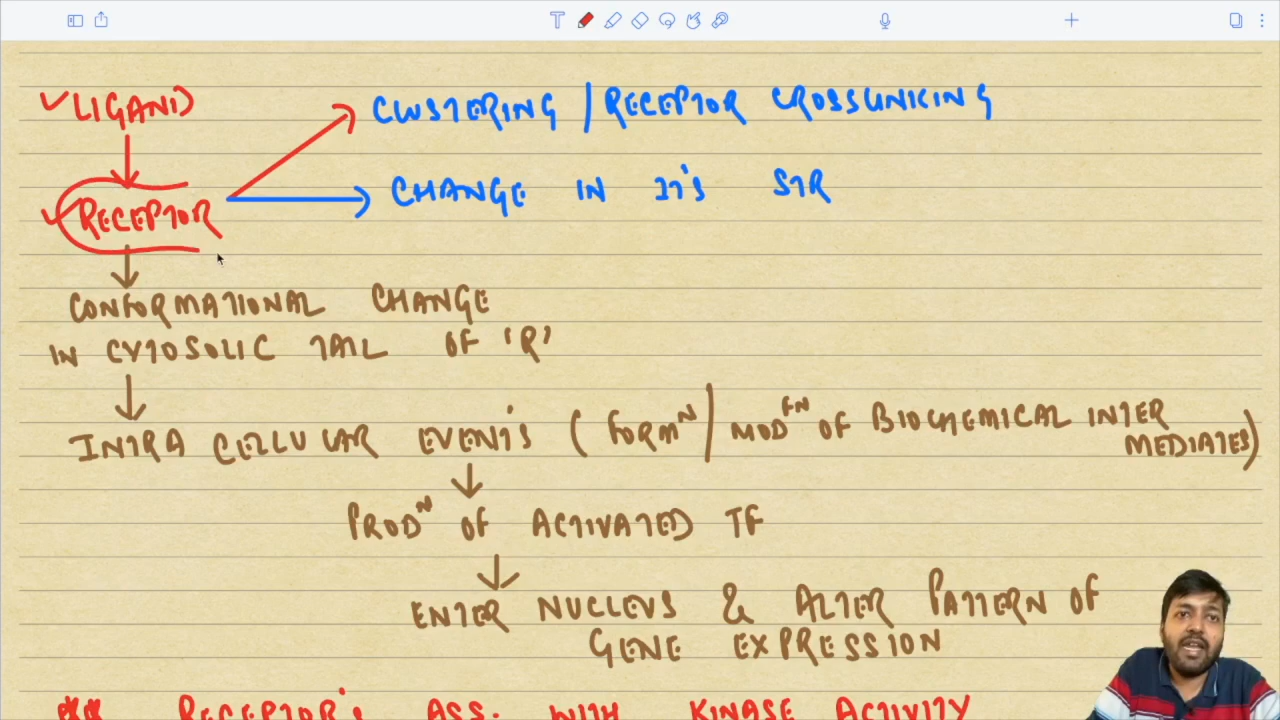 LIGAND
CLUSTERING / RECEPTOR CROSSLINKING
RECEPTOR
CHANGE IN IT'S STR
CONFORMATIONAL CHANGE
IN CYTOSOLIC TAIL OF 'R'
INTRA CELLULAR EVENT'S ( FORMᴺ / MODᶠᴺ OF BIOCHEMICAL INTER
MEDIATES)
PRODᴺ OF ACTIVATED TF
ENTER NUCLEUS & ALTER PATTERN OF
GENE EXPRESSION
** RECEPTOR'S ASS. WITH KINASE ACTIVITY